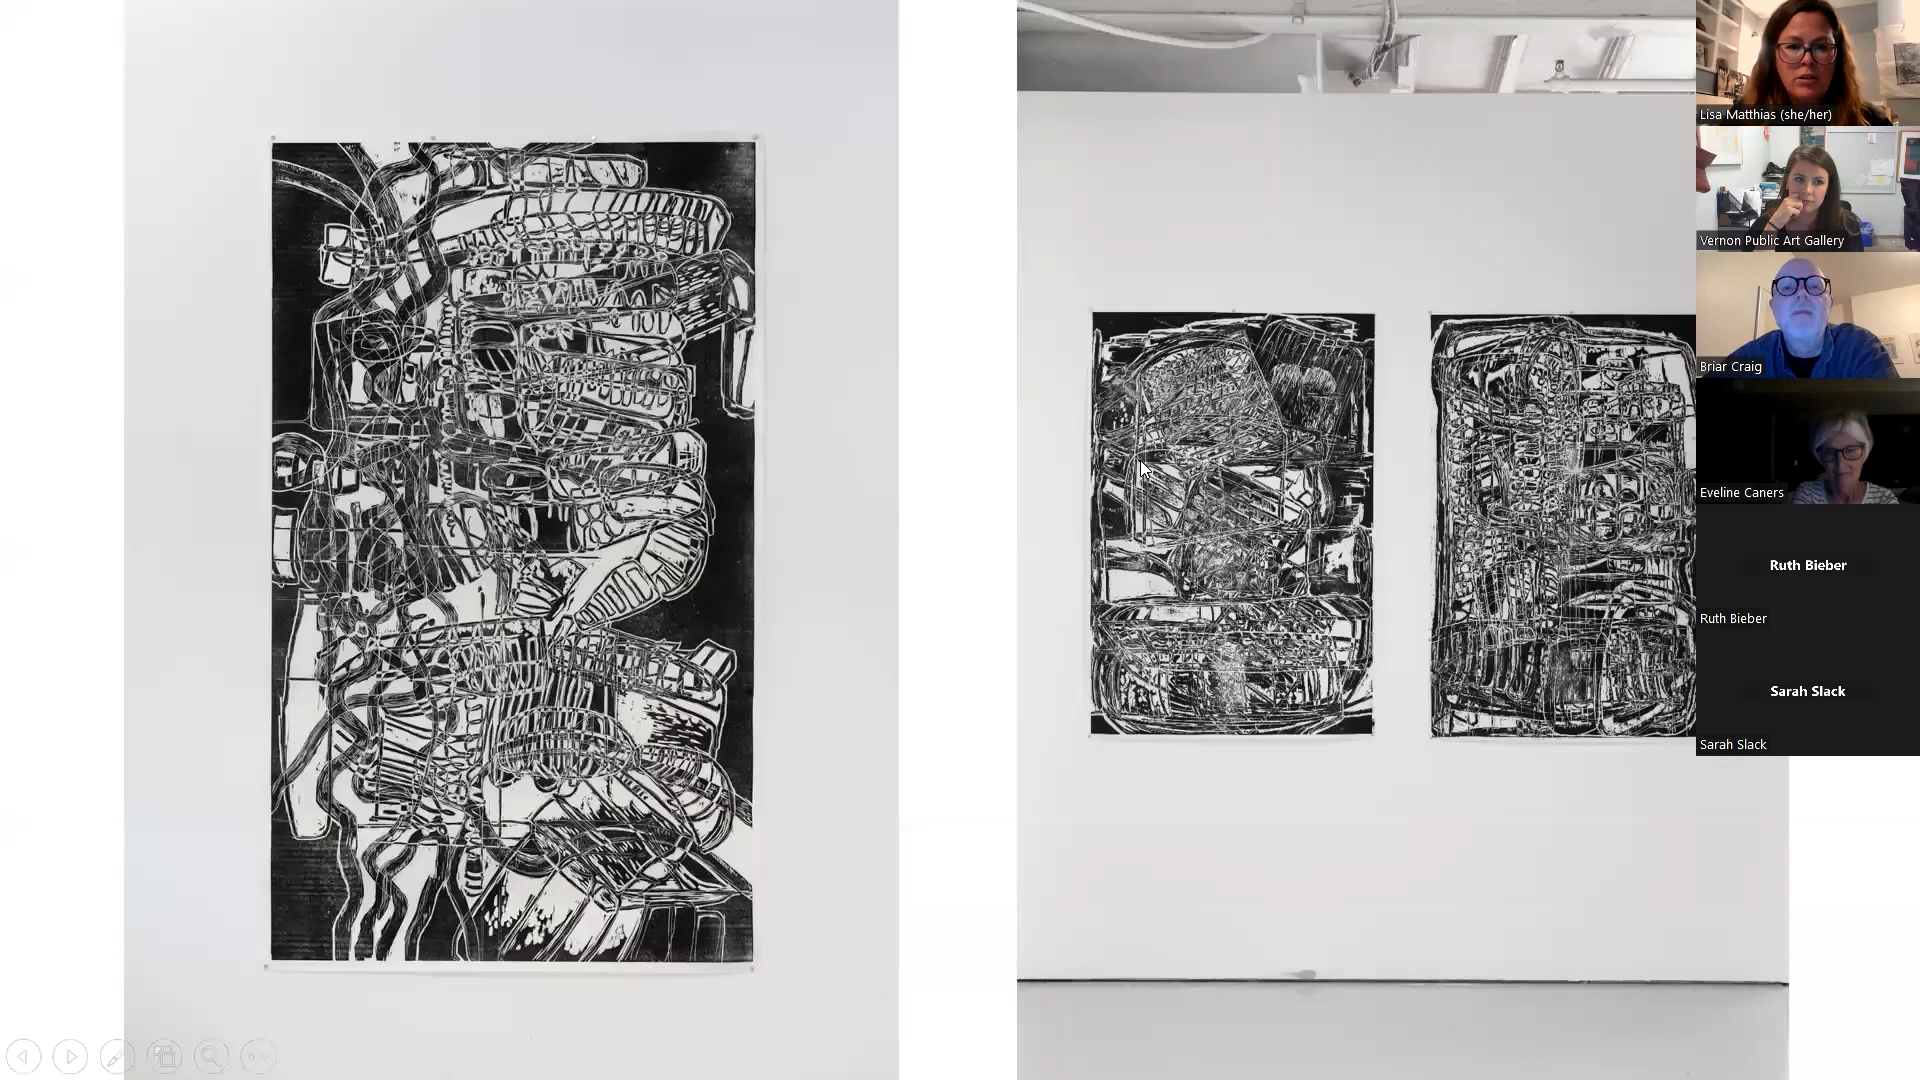 Lisa Matthias (she/her)
Vernon Public Art Gallery
Briar Craig
Eveline Caners
Ruth Bieber
Ruth Bieber
Sarah Slack
Sarah Slack